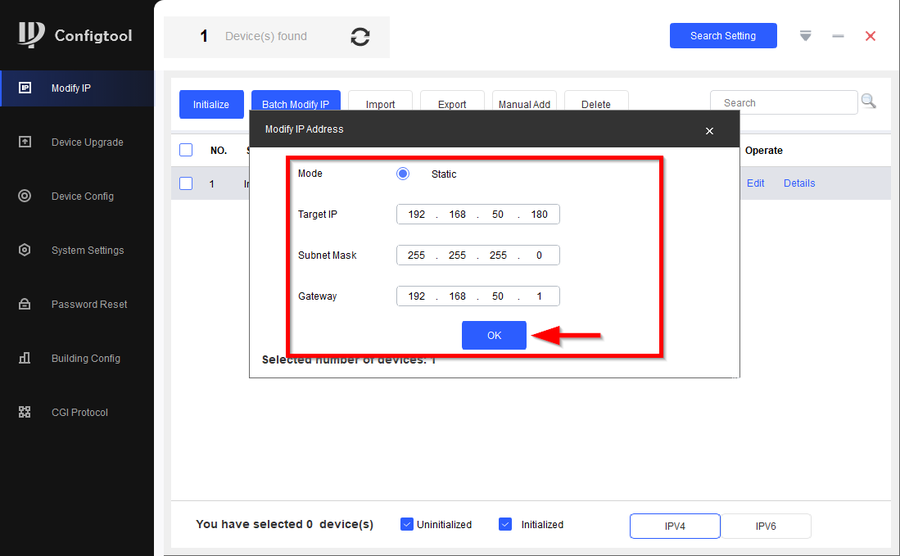 Configtool
1 Device(s) found
Search Setting
Modify IP
Device Upgrade
Device Config
System Settings
Password Reset
Building Config
CGI Protocol
Initialize Batch Modify IP Import Export Manual Add Delete Search
NO. Operate
1 Edit Details
Modify IP Address
Mode Static
Target IP 192 . 168 . 50 . 180
Subnet Mask 255 . 255 . 255 . 0
Gateway 192 . 168 . 50 . 1
OK
Selected number of devices: 1
You have selected 0 device(s) Uninitialized Initialized IPV4 IPV6